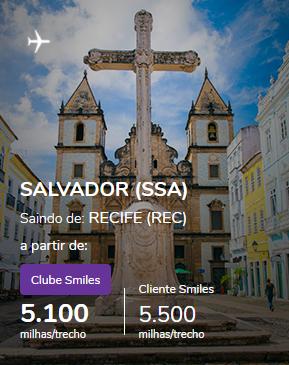 SALVADOR (SSA)
Saindo de: RECIFE (REC)
a partir de:
Clube Smiles
5.100
milhas/trecho
Cliente Smiles
5.500
milhas/trecho